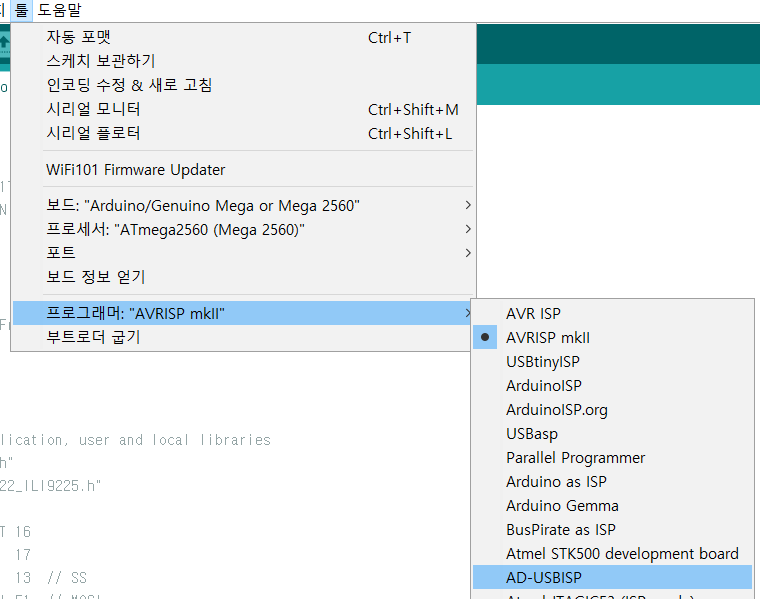 툴 도움말
자동 포맷 Ctrl+T
스케치 보관하기
인코딩 수정 & 새로 고침
시리얼 모니터 Ctrl+Shift+M
시리얼 플로터 Ctrl+Shift+L
WiFi101 Firmware Updater
보드: "Arduino/Genuino Mega or Mega 2560"
프로세서: "ATmega2560 (Mega 2560)"
포트
보드 정보 얻기
프로그래머: "AVRISP mkII"
부트로더 굽기
AVR ISP
AVRISP mkII
USBtinyISP
ArduinoISP
ArduinoISP.org
USBasp
Parallel Programmer
Arduino as ISP
Arduino Gemma
BusPirate as ISP
Atmel STK500 development board
AD-USBISP
lication, user and local libraries
h"
22_ILI9225.h"
T 16
17
13 // SS